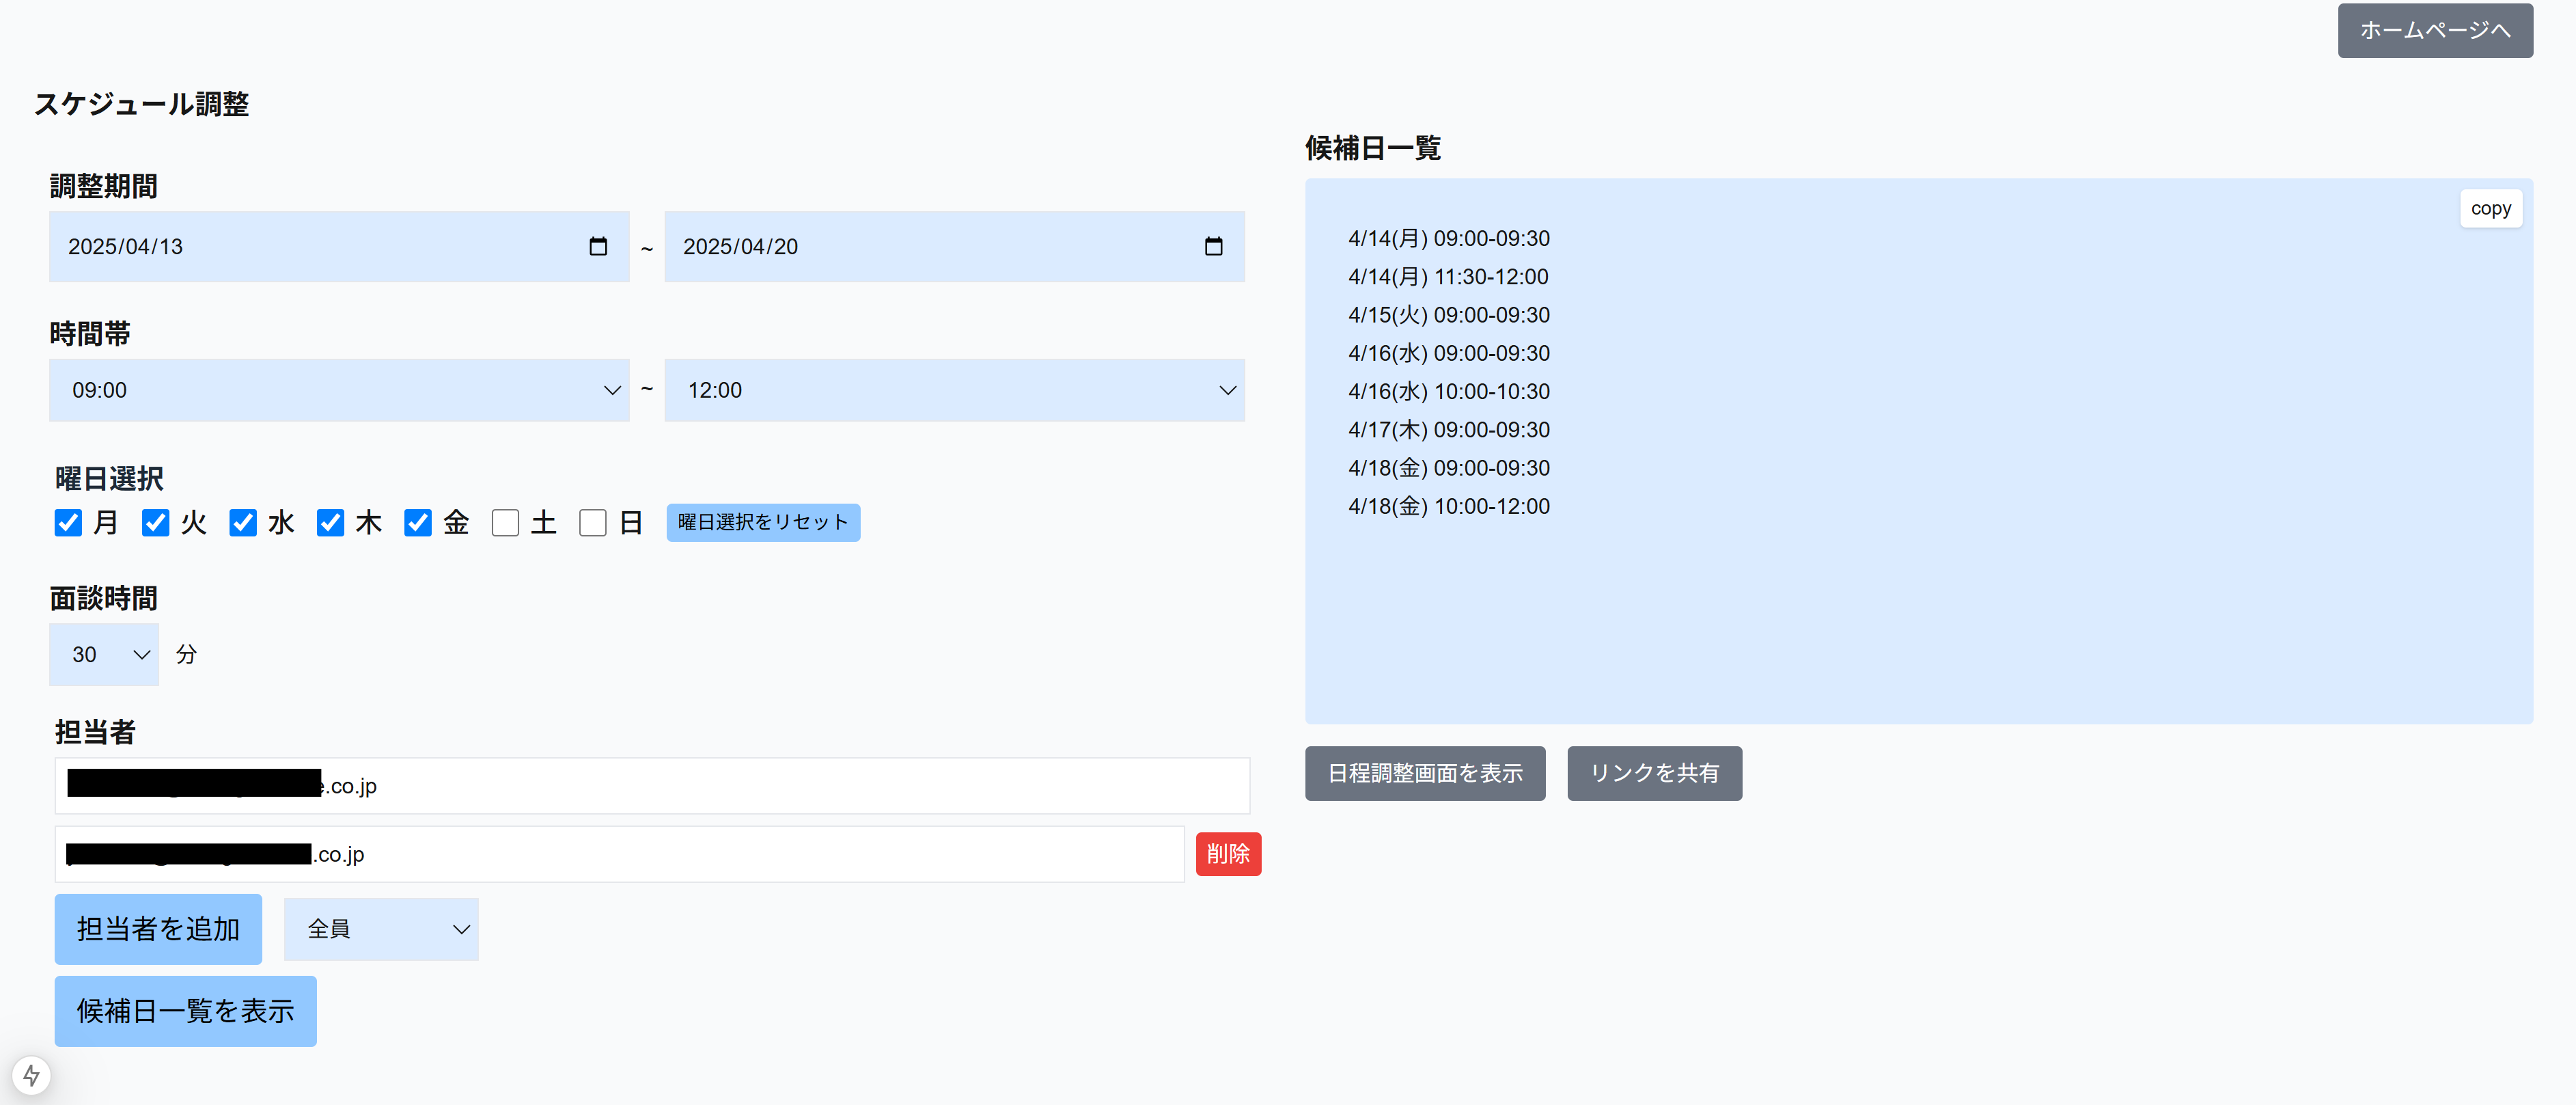 ホームページへ
スケジュール調整
調整期間
2025/04/13 ~ 2025/04/20
時間帯
09:00 ~ 12:00
曜日選択
月 火 水 木 金 土 日 曜日選択をリセット
面談時間
30 分
担当者
.co.jp
.co.jp 削除
担当者を追加 全員
候補日一覧を表示
候補日一覧
copy
4/14(月) 09:00-09:30
4/14(月) 11:30-12:00
4/15(火) 09:00-09:30
4/16(水) 09:00-09:30
4/16(水) 10:00-10:30
4/17(木) 09:00-09:30
4/18(金) 09:00-09:30
4/18(金) 10:00-12:00
日程調整画面を表示 リンクを共有